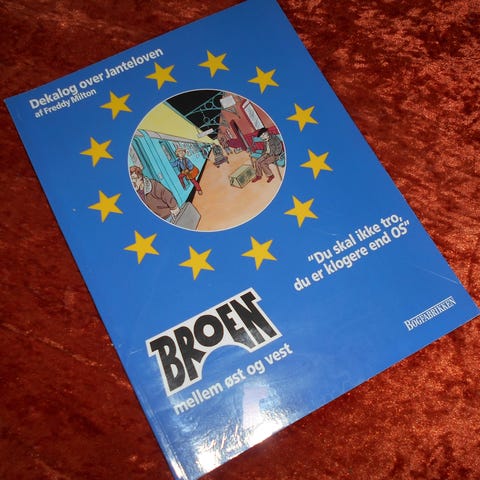 Dekalog over Janteloven
af Freddy Milton
"Du skal ikke tro,
du er klogere end OS"
BROEN
mellem øst og vest
BOGFABRIKKEN